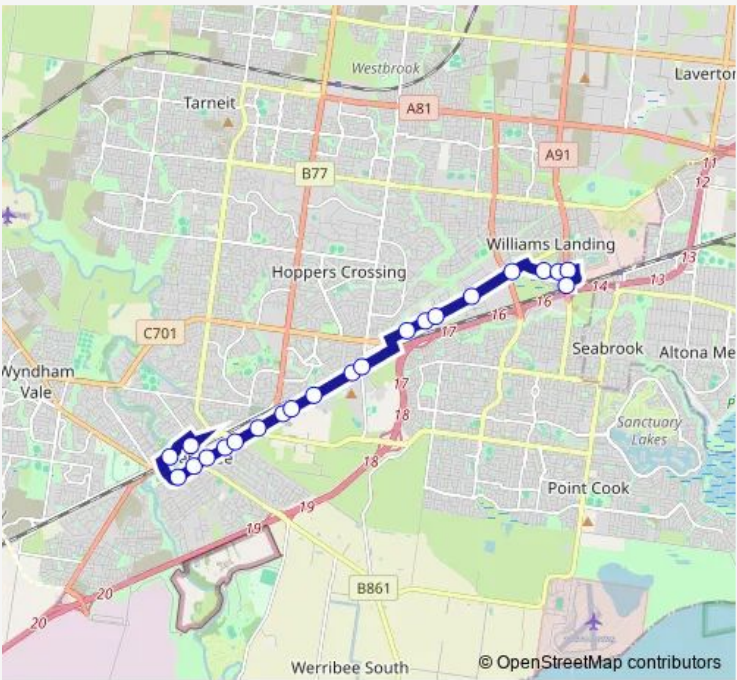 Westbrook
Laverton
Tarneit
A81
11
A91
12
B77
Williams Landing
13
Hoppers Crossing
13
14
16
16
C701
17
Seabrook
Altona Me
Wyndham
Vale
17
18
Sanctuary
Lakes
18
Point Cook
19
19
B861
20
20
Werribee South
© OpenStreetMap contributors